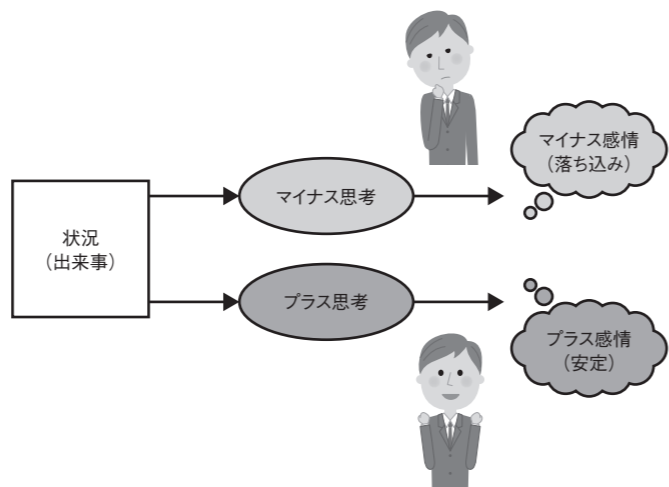 マイナス感情
（落ち込み）
マイナス思考
状況
（出来事）
プラス思考
プラス感情
（安定）